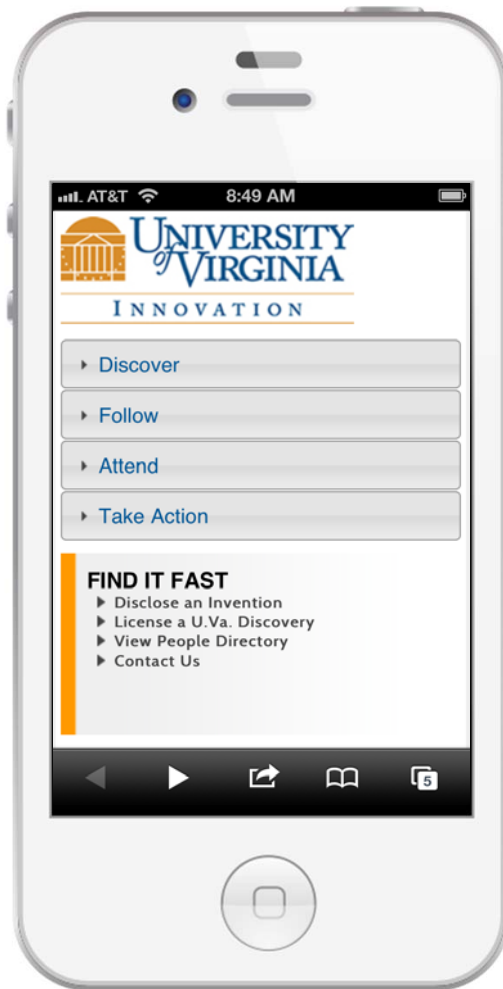 AT&T 8:49 AM
UNIVERSITY
of VIRGINIA
INNOVATION
Discover
Follow
Attend
Take Action
FIND IT FAST
Disclose an Invention
License a U.Va. Discovery
View People Directory
Contact Us
5